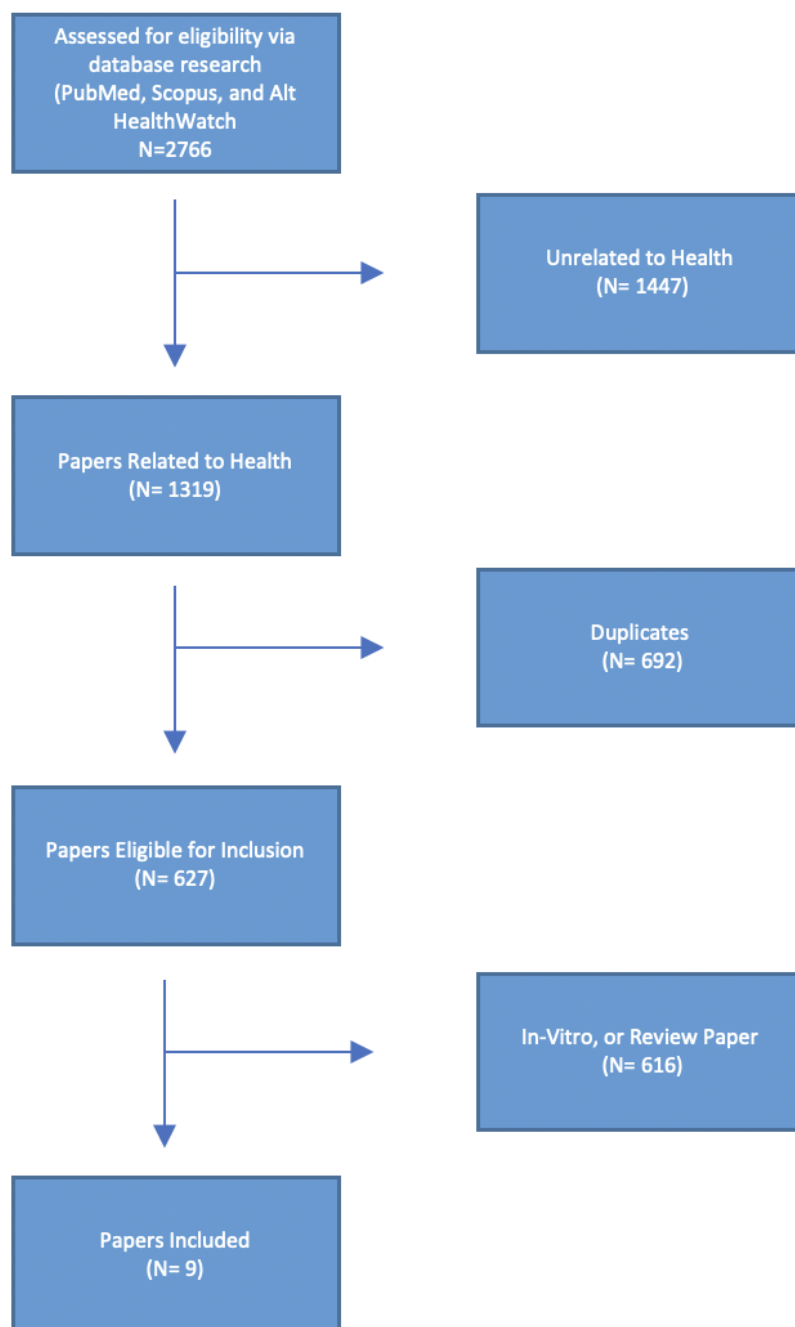 Assessed for eligibility via
database research
(PubMed, Scopus, and Alt
HealthWatch
N=2766
Unrelated to Health
(N= 1447)
Papers Related to Health
(N= 1319)
Duplicates
(N= 692)
Papers Eligible for Inclusion
(N= 627)
In-Vitro, or Review Paper
(N= 616)
Papers Included
(N= 9)